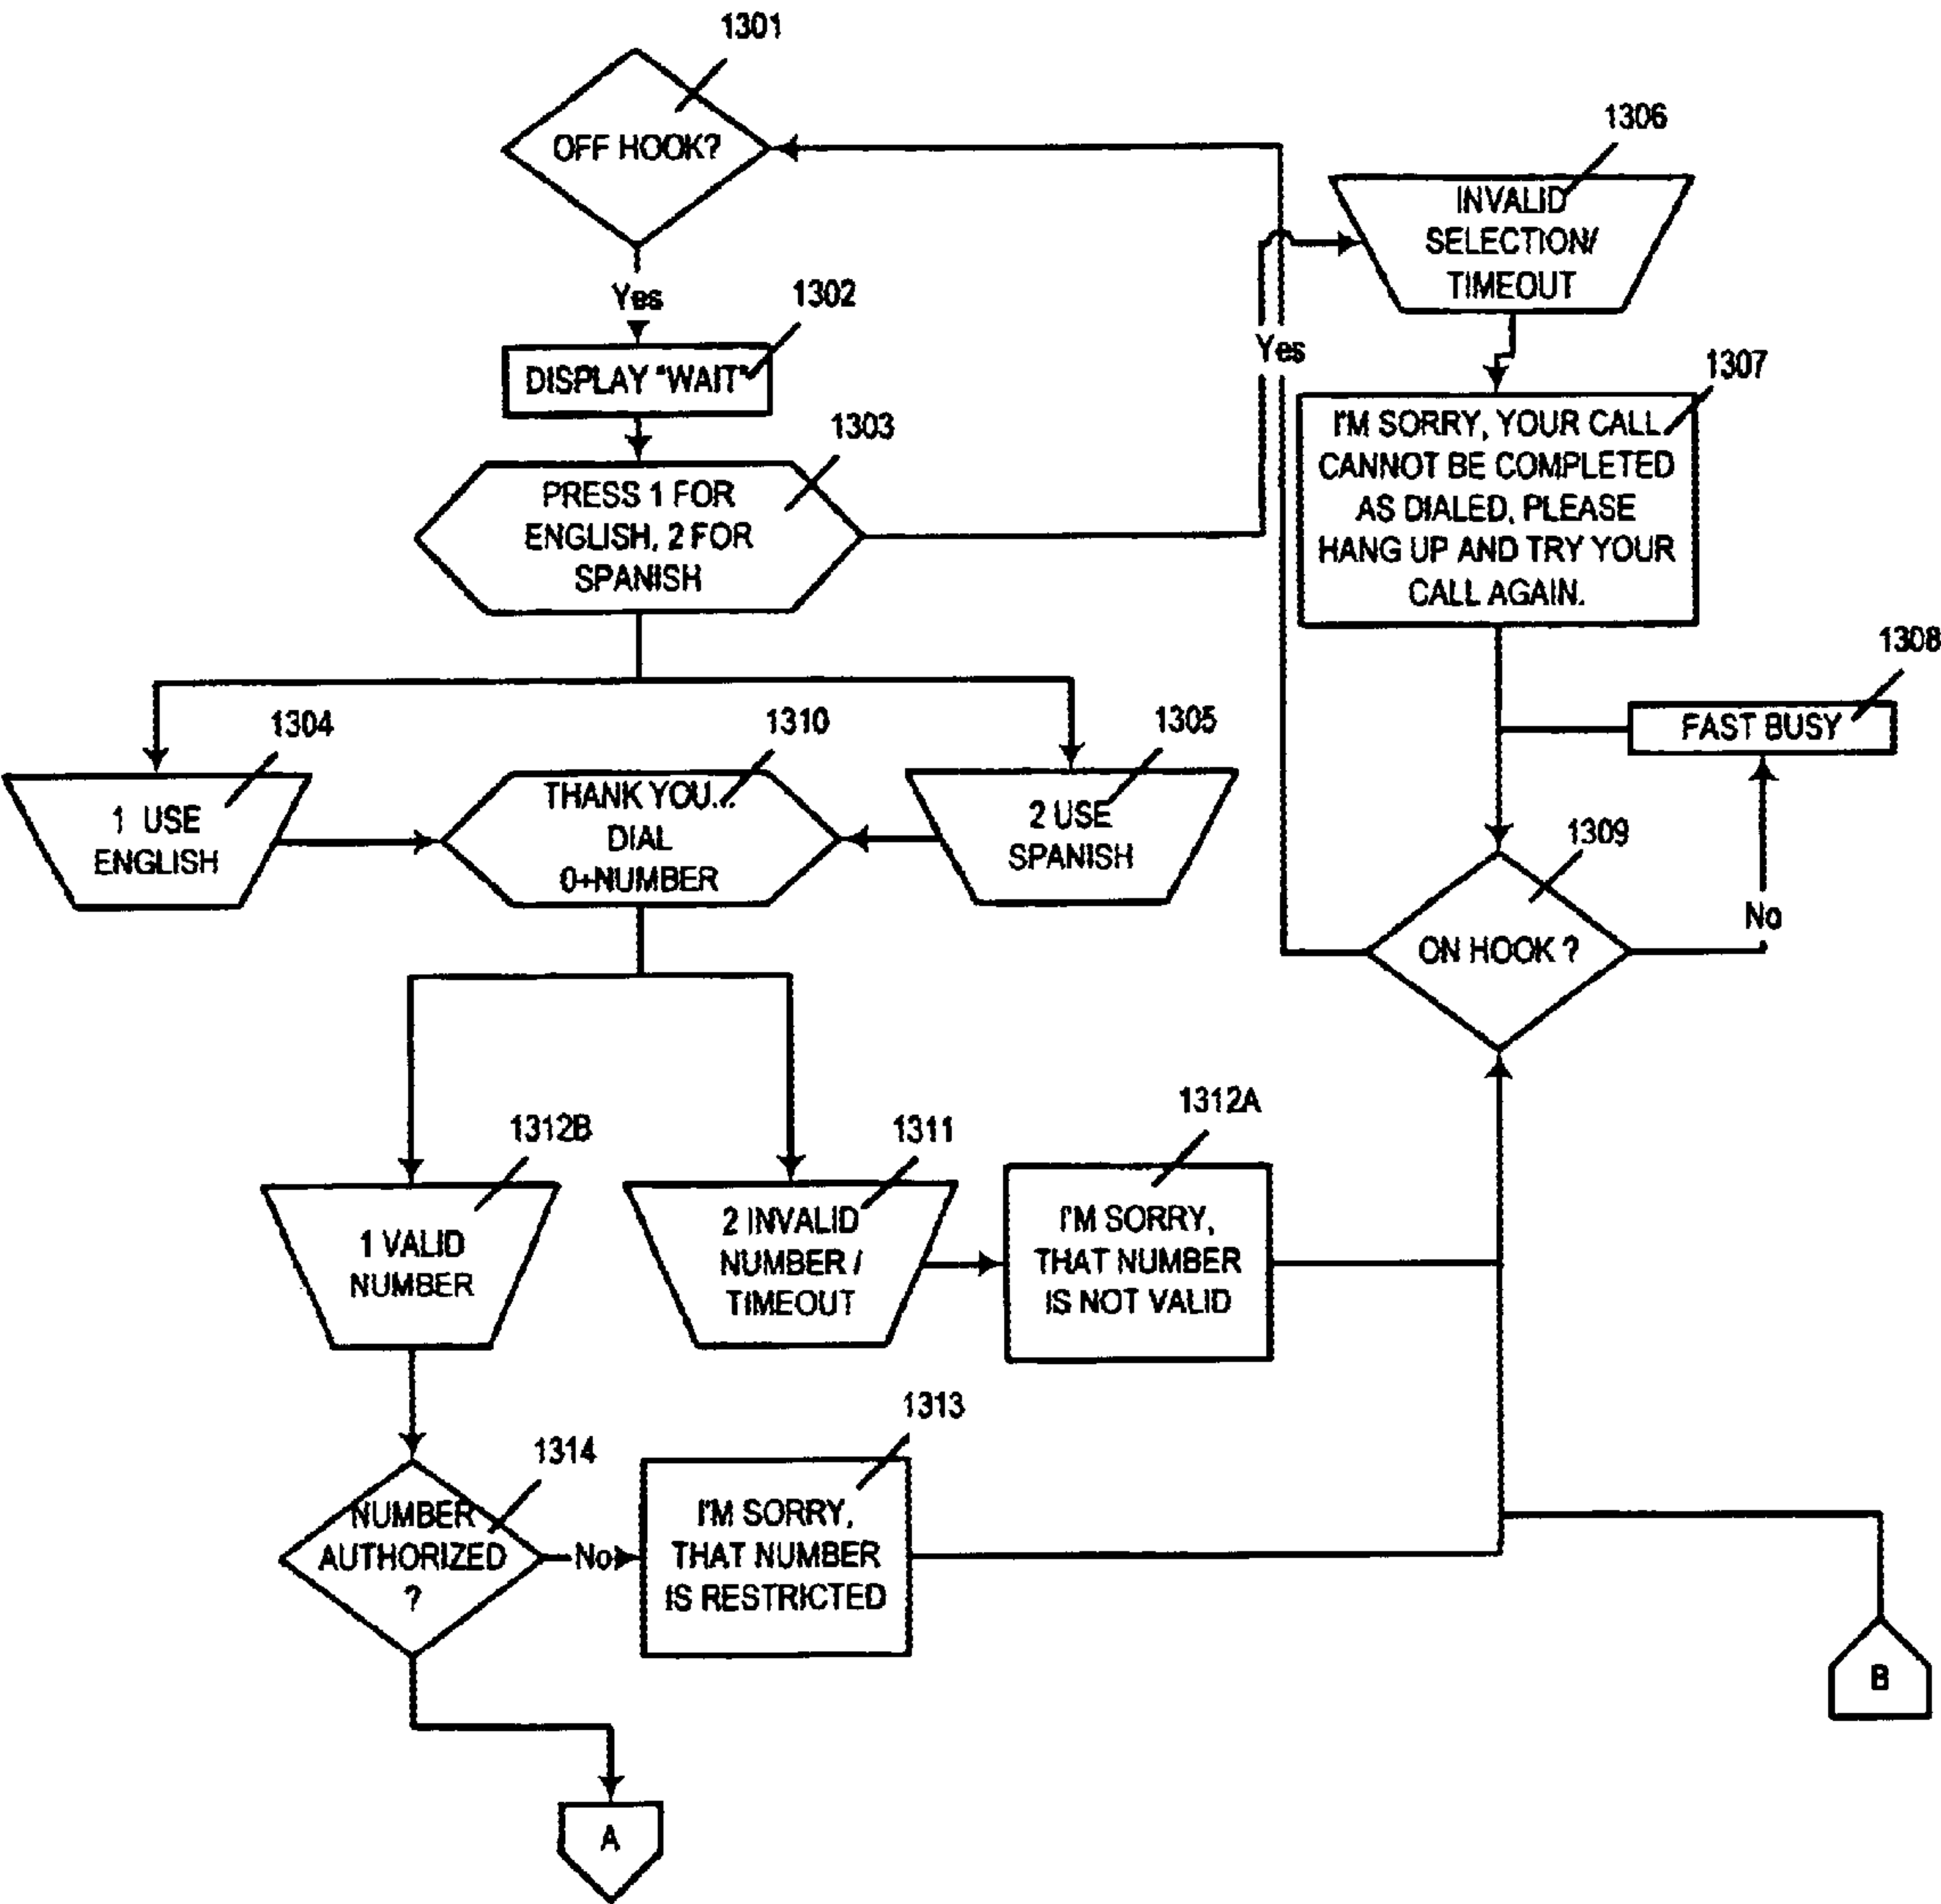 1301
OFF HOOK?
Yes
1302
DISPLAY "WAIT"
1303
PRESS 1 FOR
ENGLISH, 2 FOR
SPANISH
1306
INVALID
SELECTION/
TIMEOUT
Yes
1307
I'M SORRY, YOUR CALL
CANNOT BE COMPLETED
AS DIALED, PLEASE
HANG UP AND TRY YOUR
CALL AGAIN.
1308
FAST BUSY
1309
ON HOOK ?
No
1304
1 USE
ENGLISH
1310
THANK YOU...
DIAL
0+NUMBER
1305
2 USE
SPANISH
1312B
1 VALID
NUMBER
1311
2 INVALID
NUMBER /
TIMEOUT
1312A
I'M SORRY,
THAT NUMBER
IS NOT VALID
1314
NUMBER
AUTHORIZED
?
No
1313
I'M SORRY,
THAT NUMBER
IS RESTRICTED
B
A